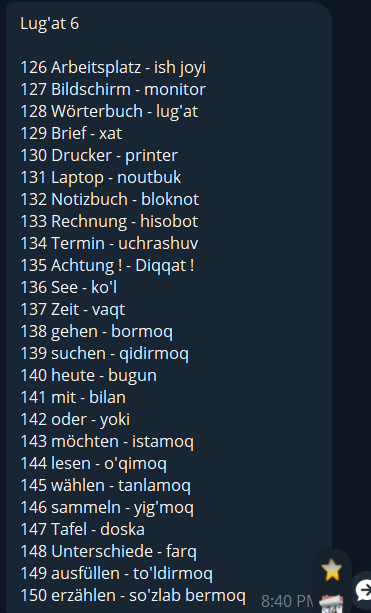 Lug'at 6
126 Arbeitsplatz - ish joyi
127 Bildschirm - monitor
128 Wörterbuch - lug'at
129 Brief - xat
130 Drucker - printer
131 Laptop - noutbuk
132 Notizbuch - bloknot
133 Rechnung - hisobot
134 Termin - uchrashuv
135 Achtung ! - Diqqat !
136 See - ko'l
137 Zeit - vaqt
138 gehen - bormoq
139 suchen - qidirmoq
140 heute - bugun
141 mit - bilan
142 oder - yoki
143 möchten - istamoq
144 lesen - o'qimoq
145 wählen - tanlamoq
146 sammeln - yig'moq
147 Tafel - doska
148 Unterschiede - farq
149 ausfüllen - to'ldirmoq
150 erzählen - so'zlab bermoq
8:40 PM